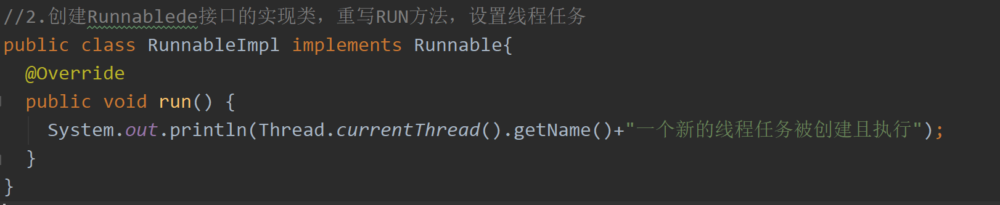 //2.创建Runnablede接口的实现类，重写RUN方法，设置线程任务
public class RunnableImpl implements Runnable{
  @Override
  public void run() {
    System.out.println(Thread.currentThread().getName()+"一个新的线程任务被创建且执行");
  }
}